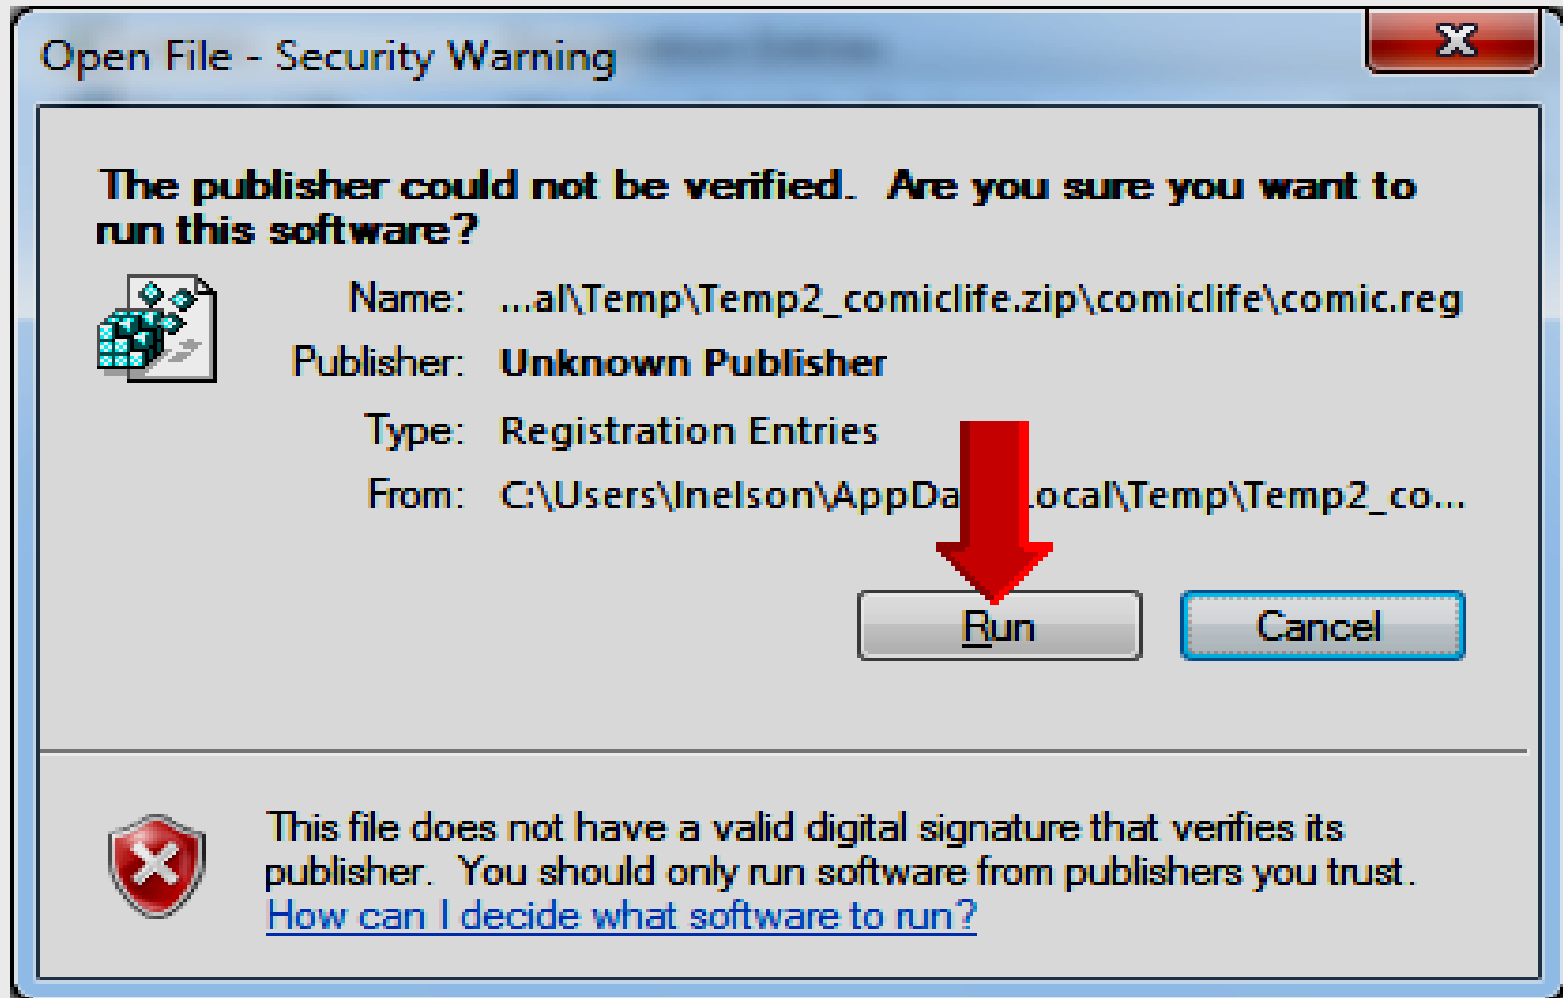 Open File - Security Warning
The publisher could not be verified. Are you sure you want to
run this software?
Name: ...al\Temp\Temp2_comiclife.zip\comiclife\comic.reg
Publisher: Unknown Publisher
Type: Registration Entries
From: C:\Users\lnelson\AppDa ocal\Temp\Temp2_co...
Run Cancel
This file does not have a valid digital signature that verifies its
publisher. You should only run software from publishers you trust.
How can I decide what software to run?